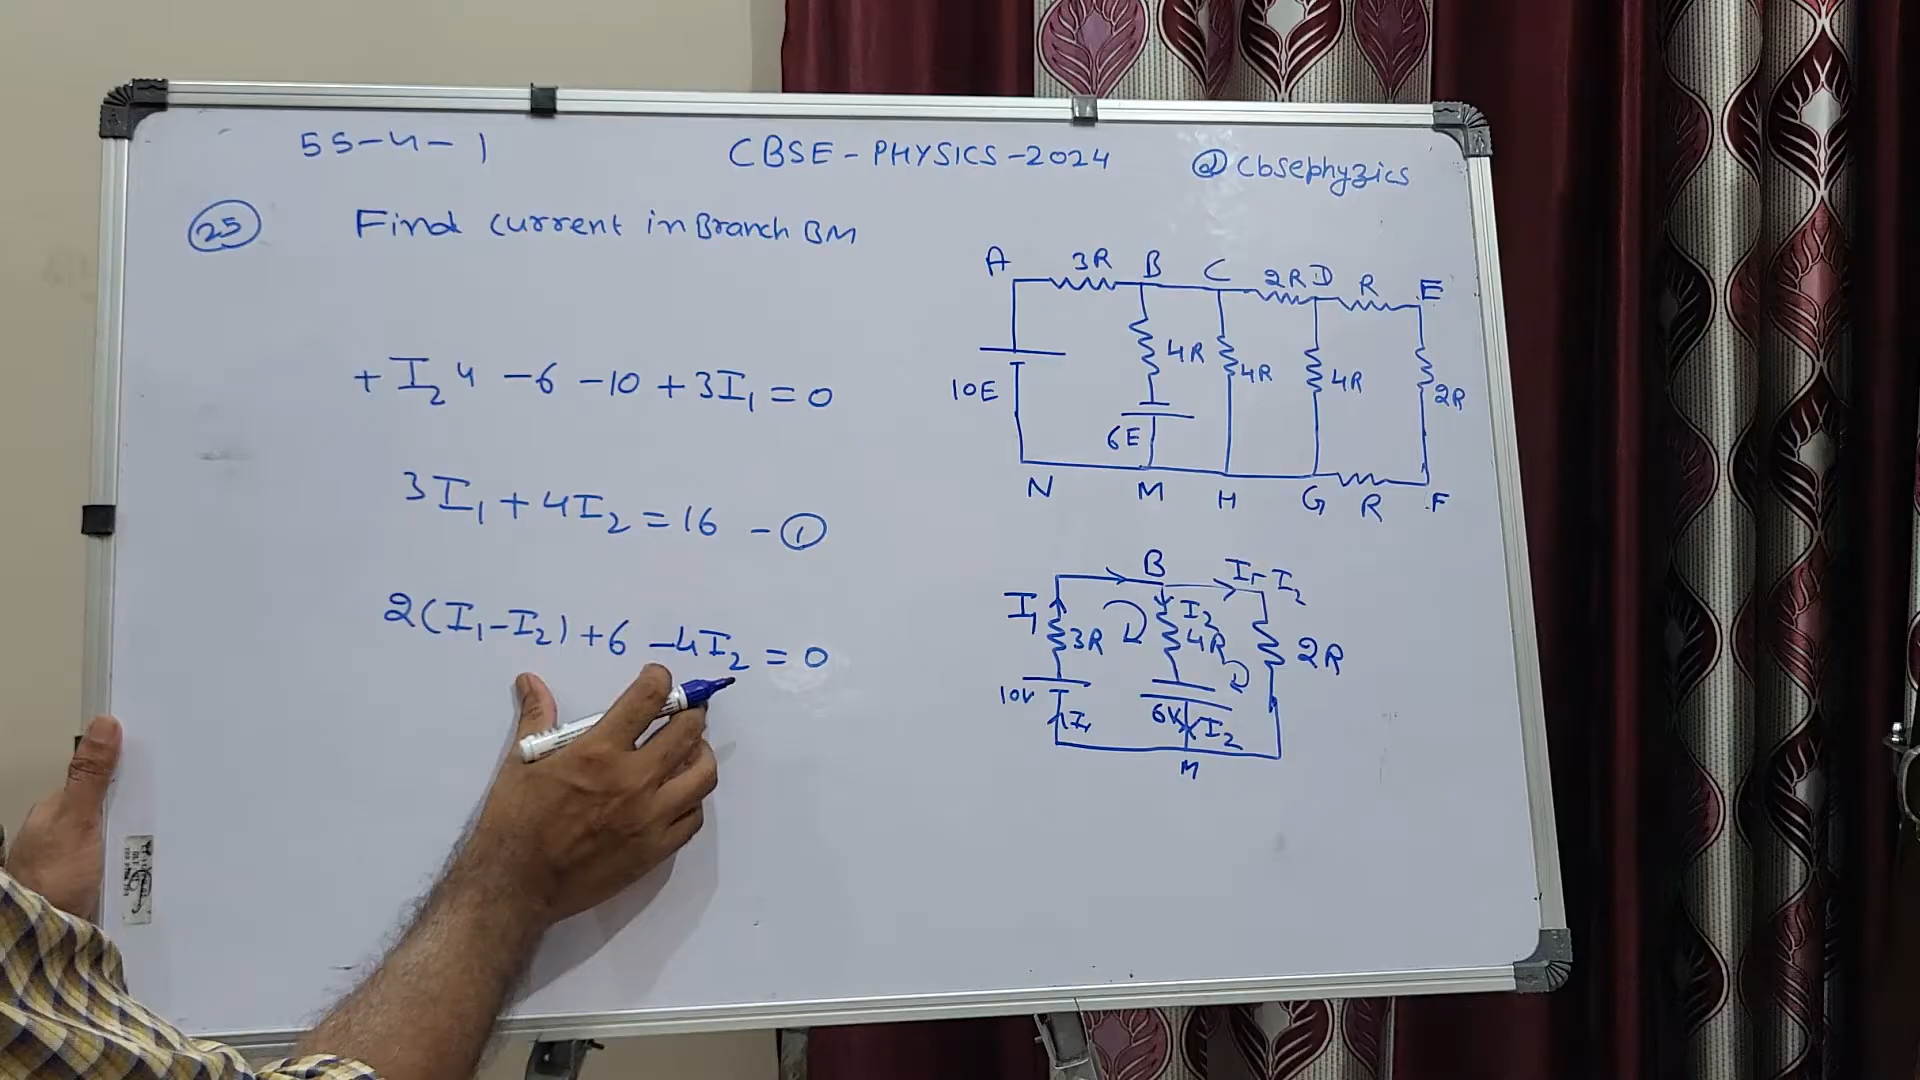 55-4-1
CBSE - PHYSICS - 2024
@cbsephyzics
25 Find current in Branch BM
+ I₂ 4 - 6 - 10 + 3I₁ = 0
3I₁ + 4I₂ = 16 - ①
2(I₁-I₂) + 6 - 4I₂ = 0
A 3R B C 2R D R E
4R 4R 4R 2R
10E
6E
N M H G R F
B I₁-I₂
I₁ 3R I₂ 4R 2R
10V I₁ 6V I₂
M